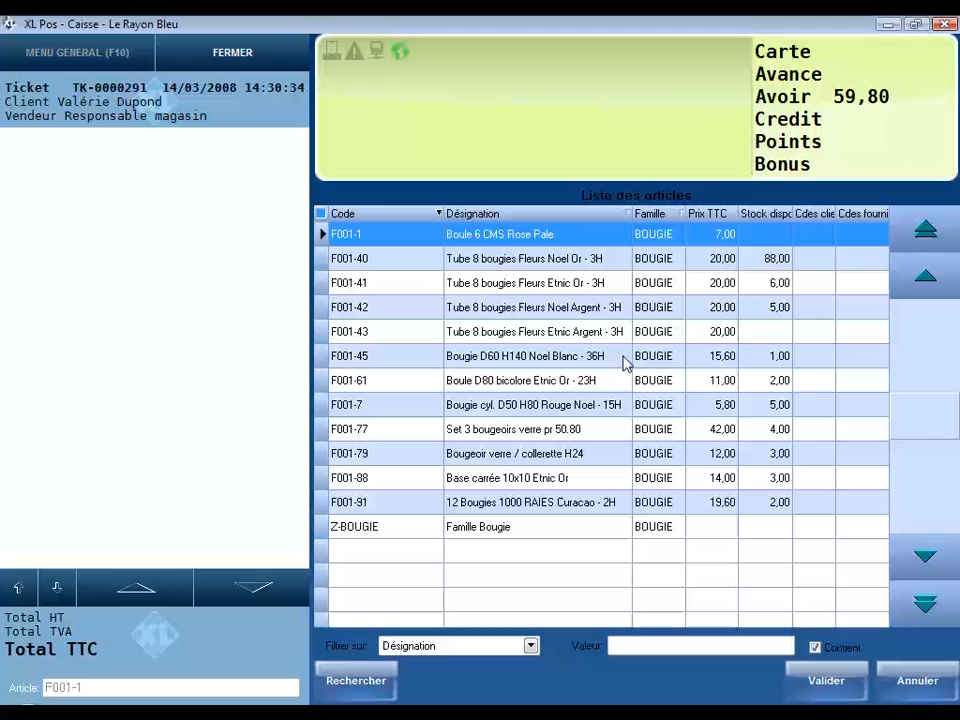 XL Pos - Caisse - Le Rayon Bleu
MENU GENERAL (F10) FERMER
Ticket TK-0000291 14/03/2008 14:30:34
Client Valérie Dupond
Vendeur Responsable magasin
Carte
Avance
Avoir 59,80
Credit
Points
Bonus
Liste des articles
Code Désignation Famille Prix TTC Stock dispo Cdes clie Cdes fourni
F001-1 Boule 6 CMS Rose Pale BOUGIE 7,00
F001-40 Tube 8 bougies Fleurs Noel Or - 3H BOUGIE 20,00 88,00
F001-41 Tube 8 bougies Fleurs Etnic Or - 3H BOUGIE 20,00 6,00
F001-42 Tube 8 bougies Fleurs Noel Argent - 3H BOUGIE 20,00 5,00
F001-43 Tube 8 bougies Fleurs Etnic Argent - 3H BOUGIE 20,00
F001-45 Bougie D60 H140 Noel Blanc - 36H BOUGIE 15,60 1,00
F001-61 Boule D80 bicolore Etnic Or - 23H BOUGIE 11,00 2,00
F001-7 Bougie cyl. D50 H80 Rouge Noel - 15H BOUGIE 5,80 5,00
F001-77 Set 3 bougeoirs verre pr 50.80 BOUGIE 42,00 4,00
F001-79 Bougeoir verre / collerette H24 BOUGIE 12,00 3,00
F001-88 Base carrée 10x10 Etnic Or BOUGIE 14,00 3,00
F001-91 12 Bougies 1000 RAIES Curacao - 2H BOUGIE 19,60 2,00
Z-BOUGIE Famille Bougie BOUGIE
Total HT
Total TVA
Total TTC
XL
Filtrer sur: Désignation Valeur: Contient
Article: F001-1
Rechercher Valider Annuler